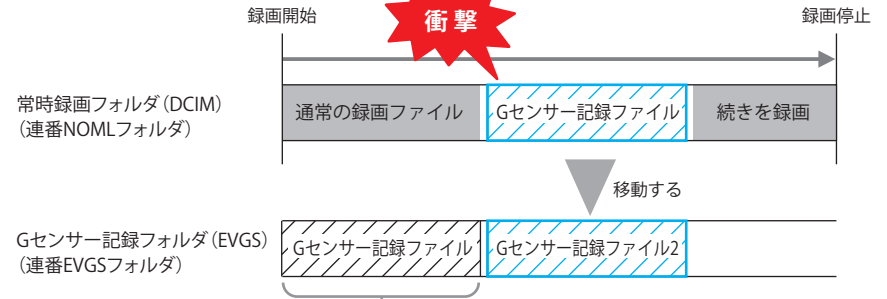 録画開始
衝撃
録画停止
常時録画フォルダ（DCIM）
（連番NOMLフォルダ）
通常の録画ファイル
Gセンサー記録ファイル
続きを録画
移動する
Gセンサー記録フォルダ（EVGS）
（連番EVGSフォルダ）
Gセンサー記録ファイル1
Gセンサー記録ファイル2